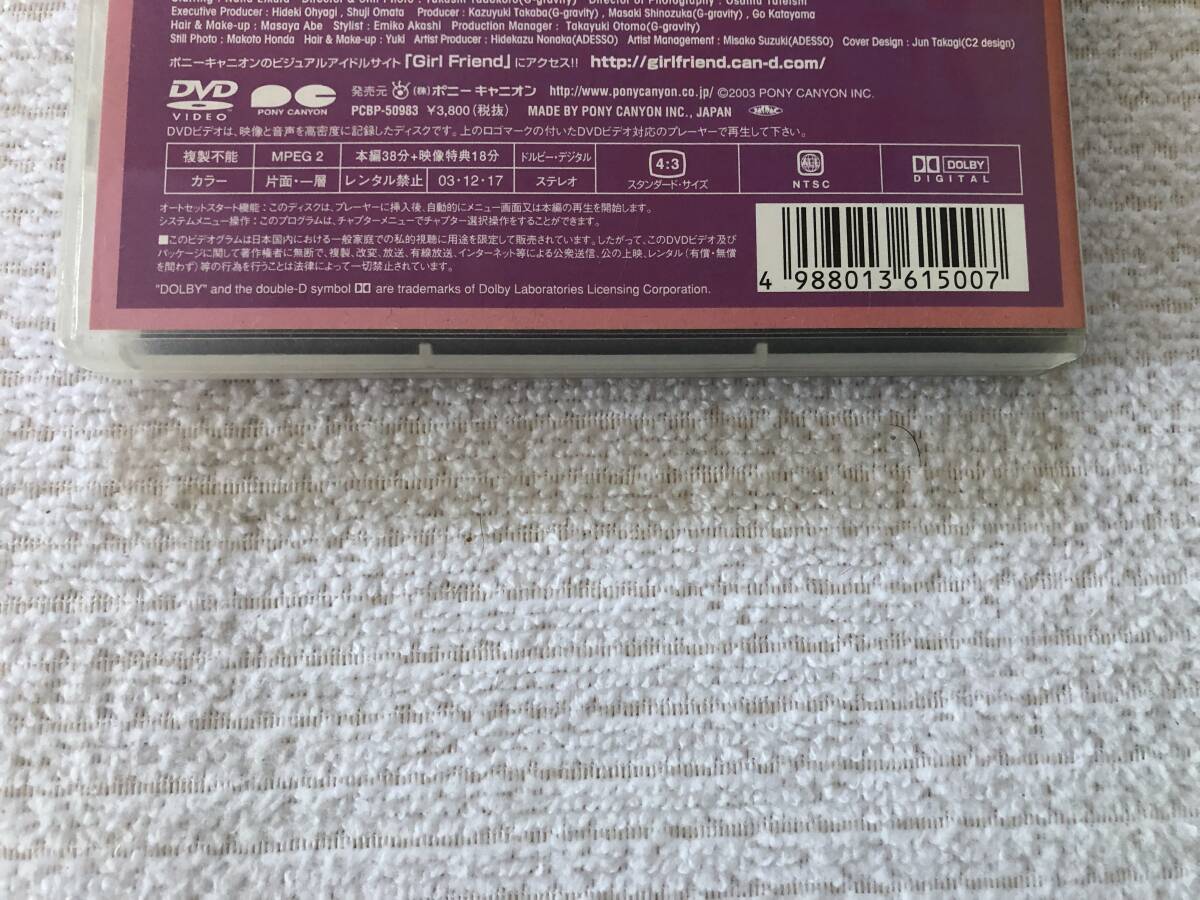 Executive Producer : Hideki Ohyagi , Shuji Omata Producer : Kazuyuki Takaba(G-gravity) , Masaki Shinozuka(G-gravity) , Go Katayama
Hair & Make-up : Masaya Abe Stylist : Emiko Akashi Production Manager : Takayuki Otomo(G-gravity)
Still Photo : Makoto Honda Hair & Make-up : Yuki Artist Producer : Hidekazu Nonaka(ADESSO) Artist Management : Misako Suzuki(ADESSO) Cover Design : Jun Takagi(C2 design)
ポニーキャニオンのビジュアルアイドルサイト「Girl Friend」にアクセス!! http://girlfriend.can-d.com/
DVD VIDEO PONY CANYON 発売元 (株)ポニー キャニオン http://www.ponycanyon.co.jp/ ©2003 PONY CANYON INC.
PCBP-50983 ¥3,800(税抜) MADE BY PONY CANYON INC., JAPAN
DVDビデオは、映像と音声を高密度に記録したディスクです。上のロゴマークの付いたDVDビデオ対応のプレーヤーで再生して下さい。
複製不能 MPEG 2 本編38分+映像特典18分 ドルビー・デジタル 4:3 スタンダード・サイズ ALL NTSC DOLBY DIGITAL
カラー 片面・一層 レンタル禁止 03・12・17 ステレオ
オートセットスタート機能:このディスクは、プレーヤーに挿入後、自動的にメニュー画面又は本編の再生を開始します。
システムメニュー操作:このプログラムは、チャプターメニューでチャプター選択操作をすることができます。
■このビデオグラムは日本国内における一般家庭での私的視聴に用途を限定して販売されています。したがって、このDVDビデオ及び
パッケージに関して著作権者に無断で、複製、改変、放送、有線放送、インターネット等による公衆送信、公の上映、レンタル(有償・無償
を問わず)等の行為を行うことは法律によって一切禁止されています。
"DOLBY" and the double-D symbol are trademarks of Dolby Laboratories Licensing Corporation.
4 988013 615007